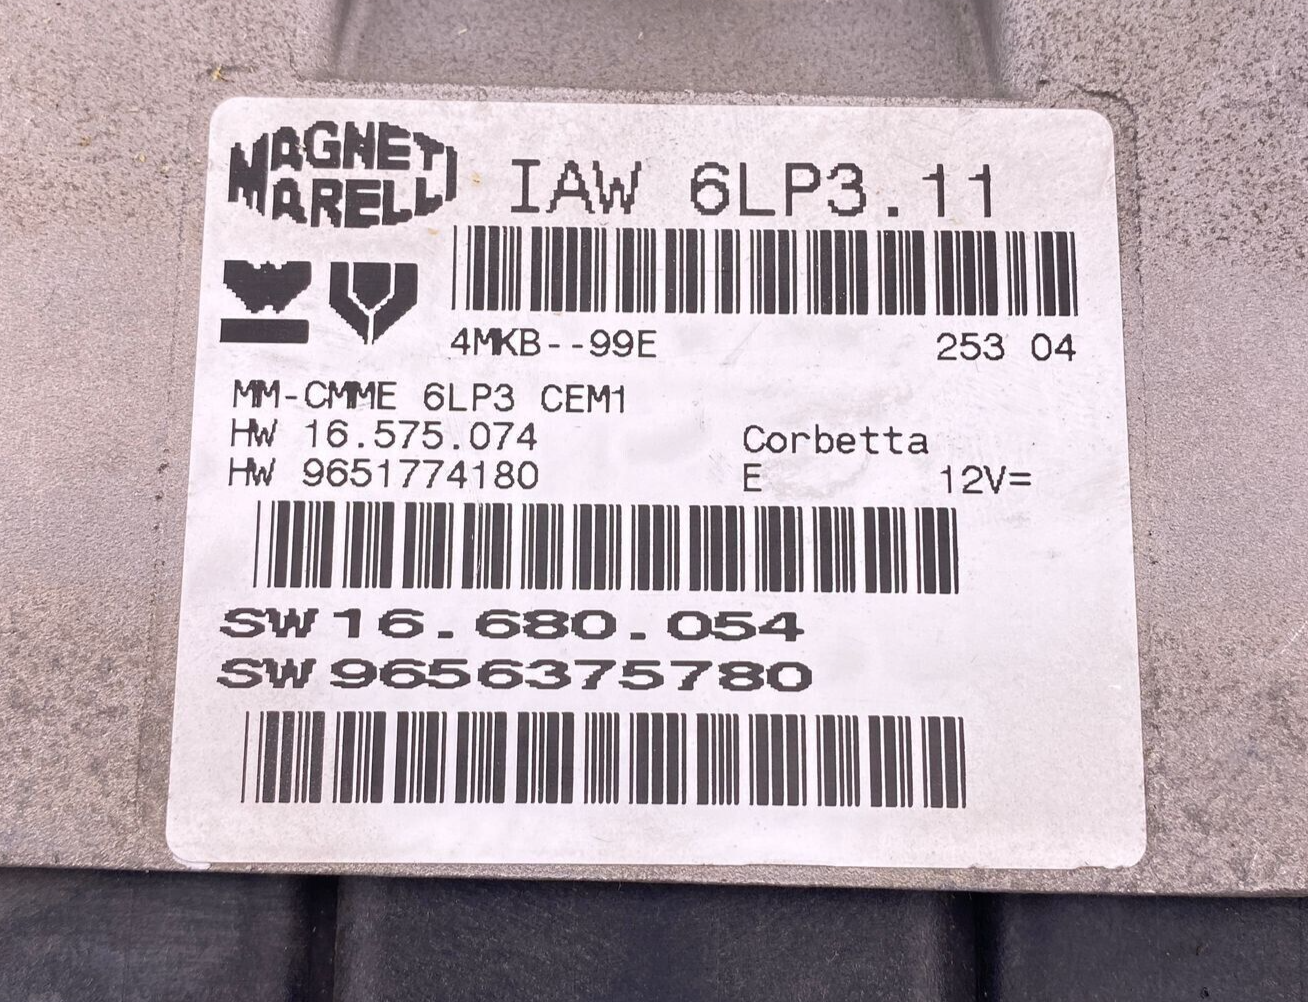 MAGNETI
MARELLI
IAW 6LP3.11
4MKB--99E 253 04
MM-CMME 6LP3 CEM1
HW 16.575.074 Corbetta
HW 9651774180 E 12V=
SW 16.680.054
SW 9656375780